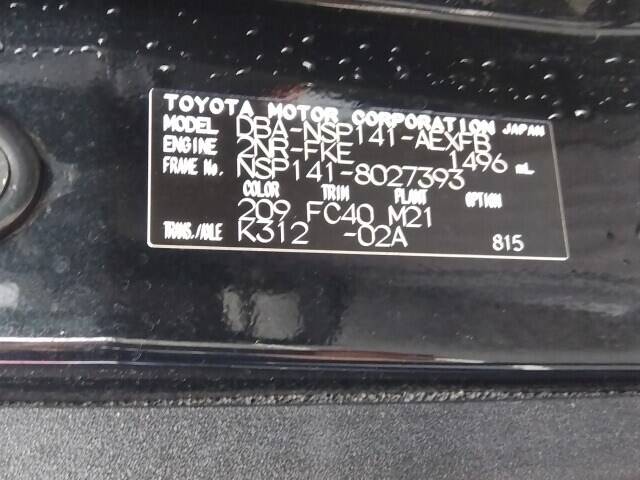 TOYOTA MOTOR CORPORATION JAPAN
MODEL DBA-NSP141-AEXFB
ENGINE 2NR-FKE 1496 mL
FRAME No. NSP141-8027393
COLOR TRIM PLANT OPTION
209 FC40 M21
TRANS./AXLE K312 -02A 815